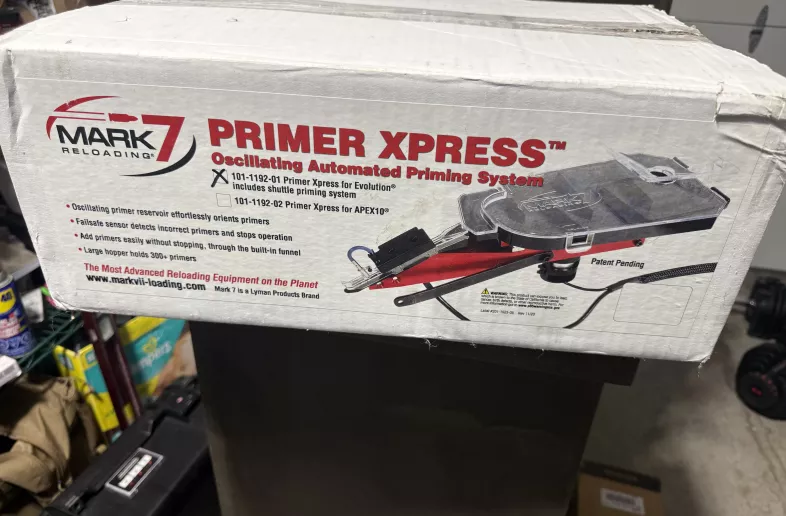 MARK 7
RELOADING®
PRIMER XPRESS™
Oscillating Automated Priming System
X 101-1192-01 Primer Xpress for Evolution®
includes shuttle priming system
101-1192-02 Primer Xpress for APEX10®
• Oscillating primer reservoir effortlessly orients primers
• Failsafe sensor detects incorrect primers and stops operation
• Add primers easily without stopping, through the built-in funnel
• Large hopper holds 300+ primers
The Most Advanced Reloading Equipment on the Planet
www.markvii-loading.com Mark 7 is a Lyman Products Brand
Patent Pending
WARNING: